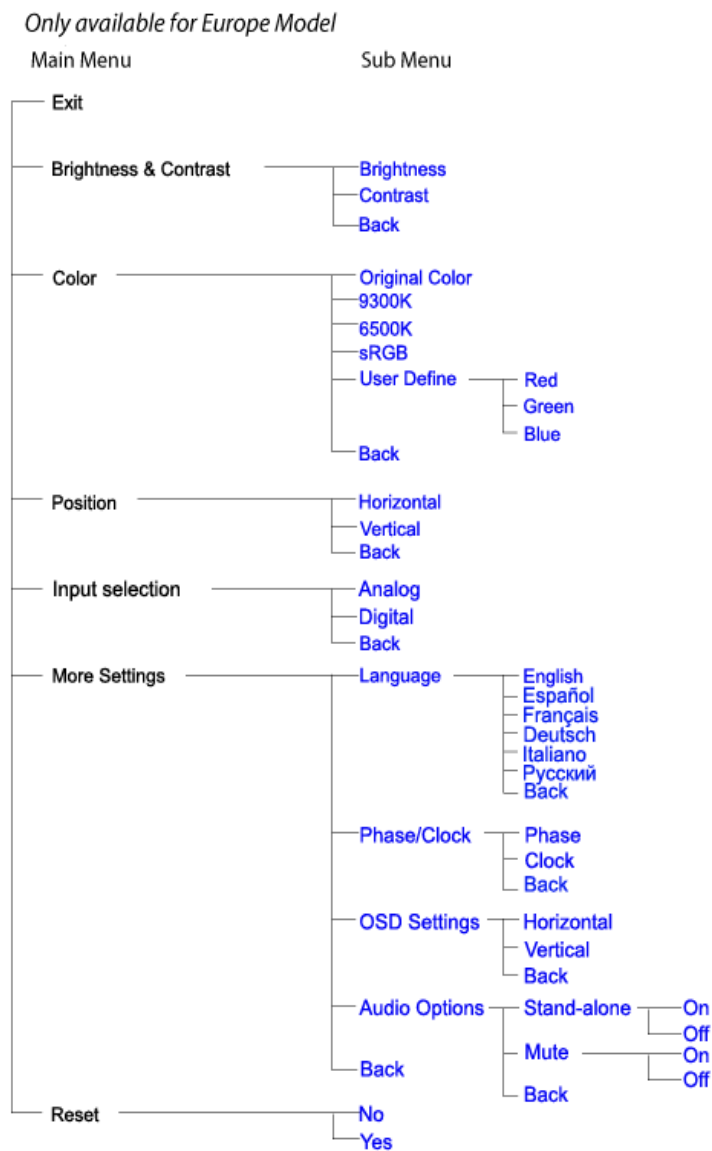 Only available for Europe Model
Main Menu Sub Menu
Exit
Brightness & Contrast Brightness
Contrast
Back
Color Original Color
9300K
6500K
sRGB
User Define Red
Green
Blue
Back
Position Horizontal
Vertical
Back
Input selection Analog
Digital
Back
More Settings Language English
Español
Français
Deutsch
Italiano
Русский
Back
Phase/Clock Phase
Clock
Back
OSD Settings Horizontal
Vertical
Back
Audio Options Stand-alone On
Off
Mute On
Off
Back
Back
Reset No
Yes